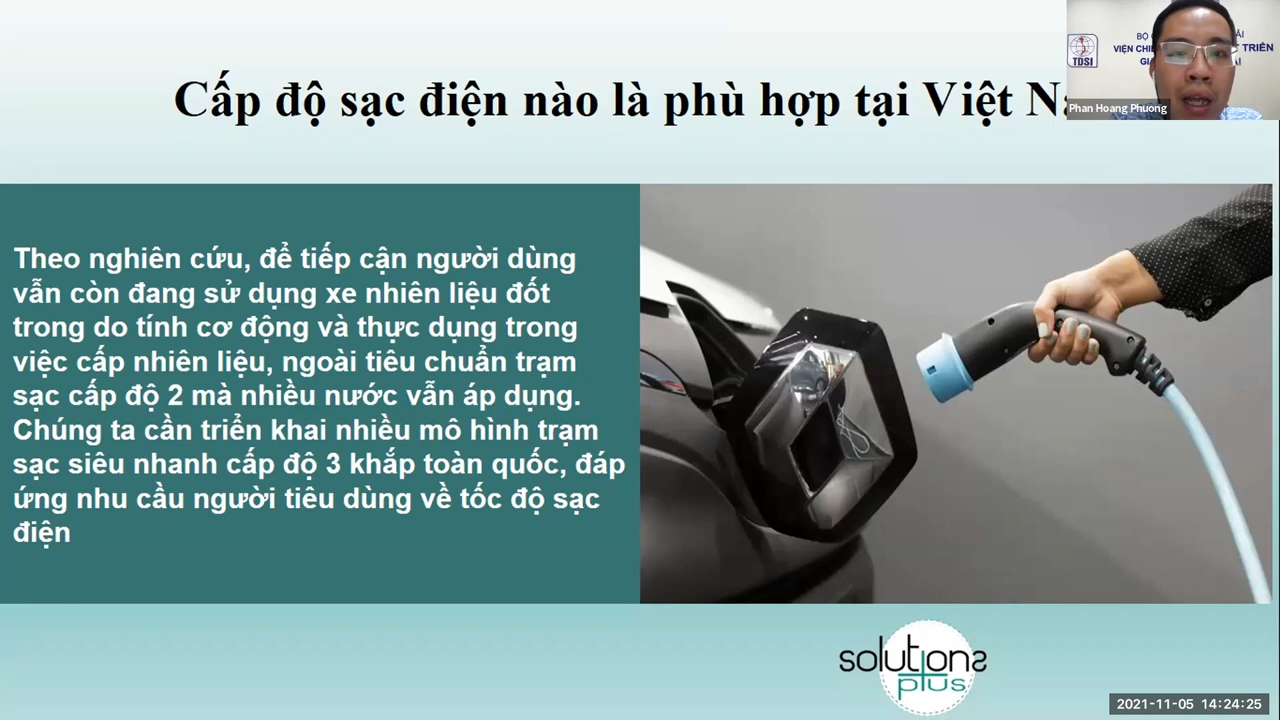 Cấp độ sạc điện nào là phù hợp tại Việt
BỘ
VIỆN TRIỂN
TDSI
Phan Hoang Phuong
Theo nghiên cứu, để tiếp cận người dùng
vẫn còn đang sử dụng xe nhiên liệu đốt
trong do tính cơ động và thực dụng trong
việc cấp nhiên liệu, ngoài tiêu chuẩn trạm
sạc cấp độ 2 mà nhiều nước vẫn áp dụng.
Chúng ta cần triển khai nhiều mô hình trạm
sạc siêu nhanh cấp độ 3 khắp toàn quốc, đáp
ứng nhu cầu người tiêu dùng về tốc độ sạc
điện
solutions
plus
2021-11-05 14:24:25